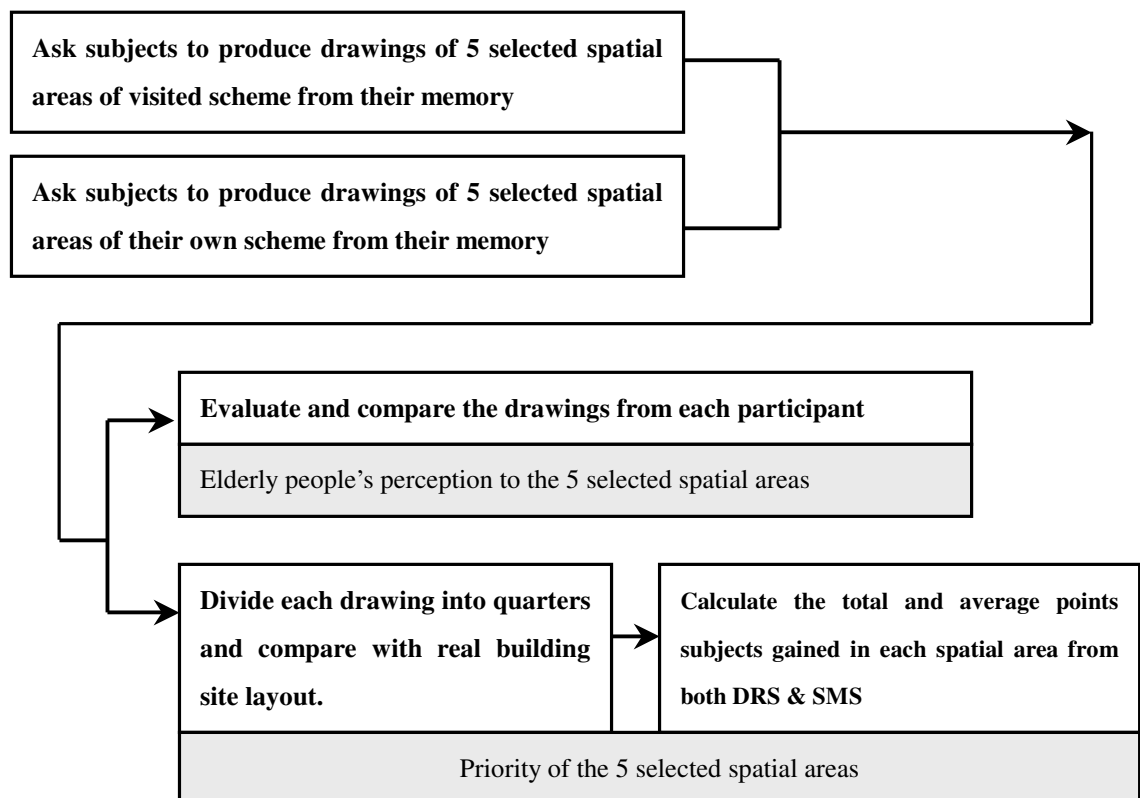 Ask subjects to produce drawings of 5 selected spatial
areas of visited scheme from their memory
Ask subjects to produce drawings of 5 selected spatial
areas of their own scheme from their memory
Evaluate and compare the drawings from each participant
Elderly people’s perception to the 5 selected spatial areas
Divide each drawing into quarters
and compare with real building
site layout.
Calculate the total and average points
subjects gained in each spatial area from
both DRS & SMS
Priority of the 5 selected spatial areas